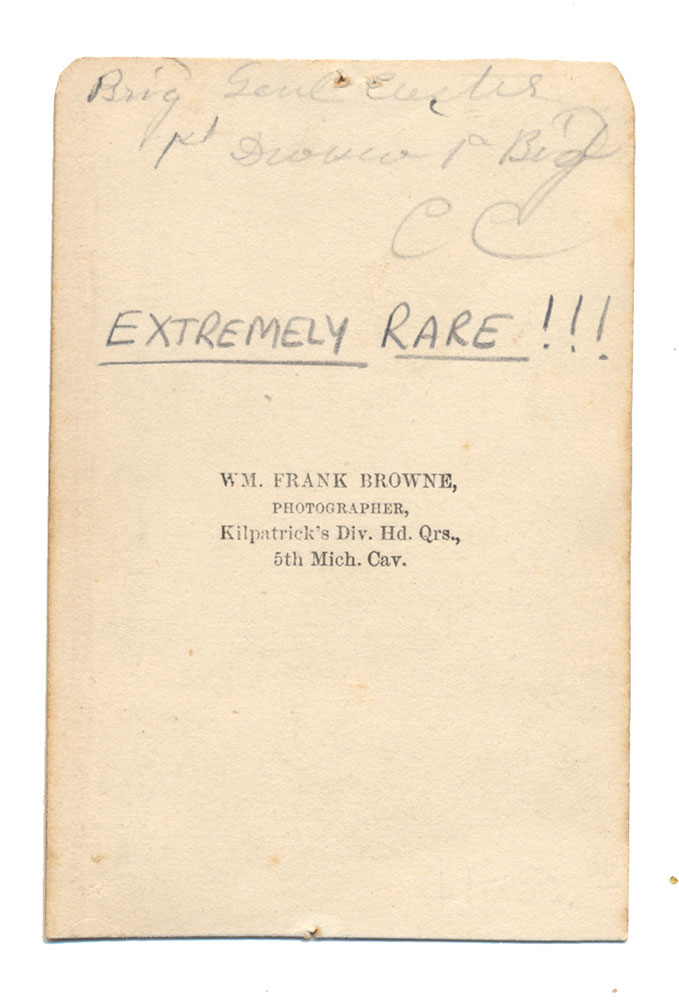 Brig Genl Custer
1st Division 1st Brig
C C
EXTREMELY RARE !!!
WM. FRANK BROWNE,
PHOTOGRAPHER,
Kilpatrick's Div. Hd. Qrs.,
5th Mich. Cav.